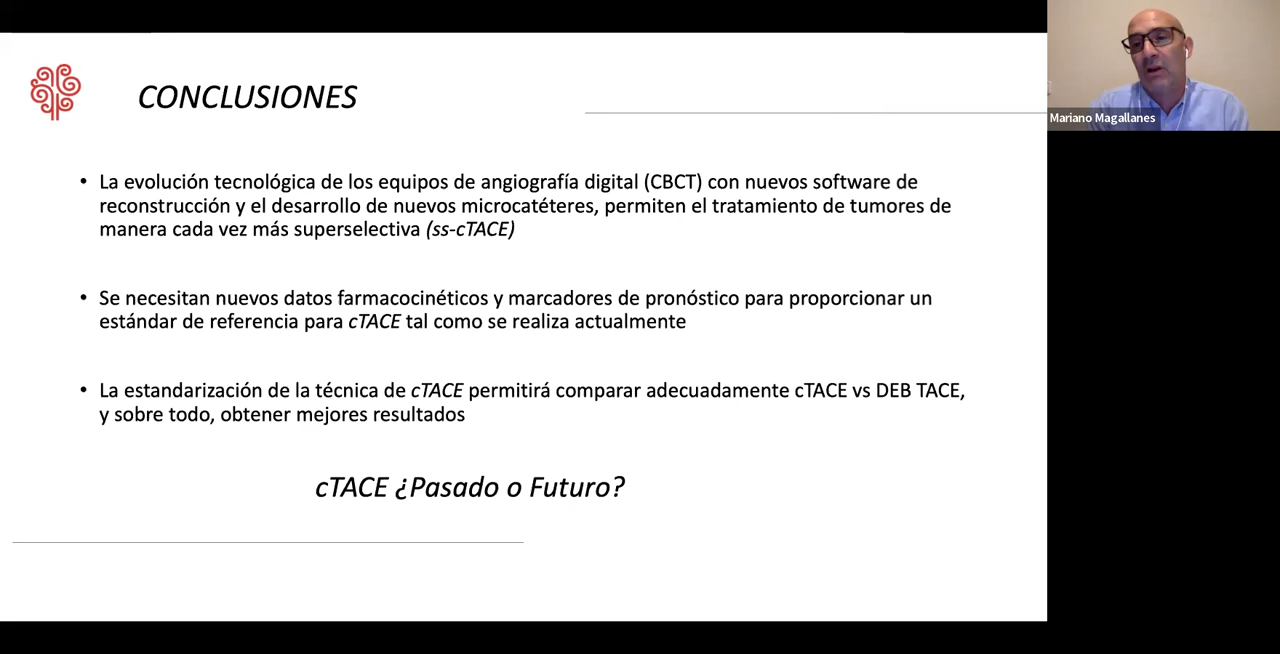 CONCLUSIONES
Mariano Magallanes
• La evolución tecnológica de los equipos de angiografía digital (CBCT) con nuevos software de
reconstrucción y el desarrollo de nuevos microcatéteres, permiten el tratamiento de tumores de
manera cada vez más superselectiva (ss-cTACE)
• Se necesitan nuevos datos farmacocinéticos y marcadores de pronóstico para proporcionar un
estándar de referencia para cTACE tal como se realiza actualmente
• La estandarización de la técnica de cTACE permitirá comparar adecuadamente cTACE vs DEB TACE,
y sobre todo, obtener mejores resultados
cTACE ¿Pasado o Futuro?